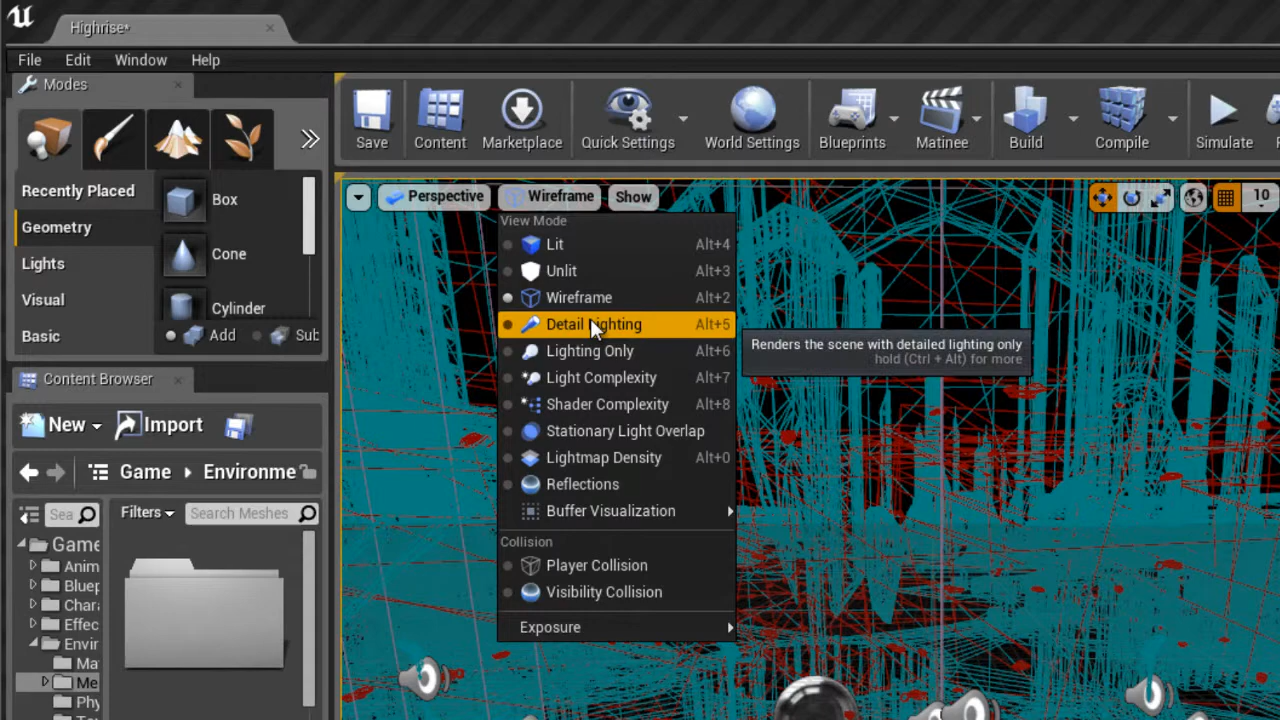 Highrise*
File Edit Window Help
Modes
Save Content Marketplace Quick Settings World Settings Blueprints Matinee Build Compile Simulate
Recently Placed
Geometry
Lights
Visual
Basic
Box
Cone
Cylinder
Add Sub
Perspective Wireframe Show 10
View Mode
Lit Alt+4
Unlit Alt+3
Wireframe Alt+2
Detail Lighting Alt+5
Lighting Only Alt+6
Light Complexity Alt+7
Shader Complexity Alt+8
Stationary Light Overlap
Lightmap Density Alt+0
Reflections
Buffer Visualization
Collision
Player Collision
Visibility Collision
Exposure
Renders the scene with detailed lighting only
hold (Ctrl + Alt) for more
Content Browser
New Import
Game Environme
Sea Filters Search Meshes
Game
Anim
Bluep
Chara
Effec
Envir
Ma
Me
Phy